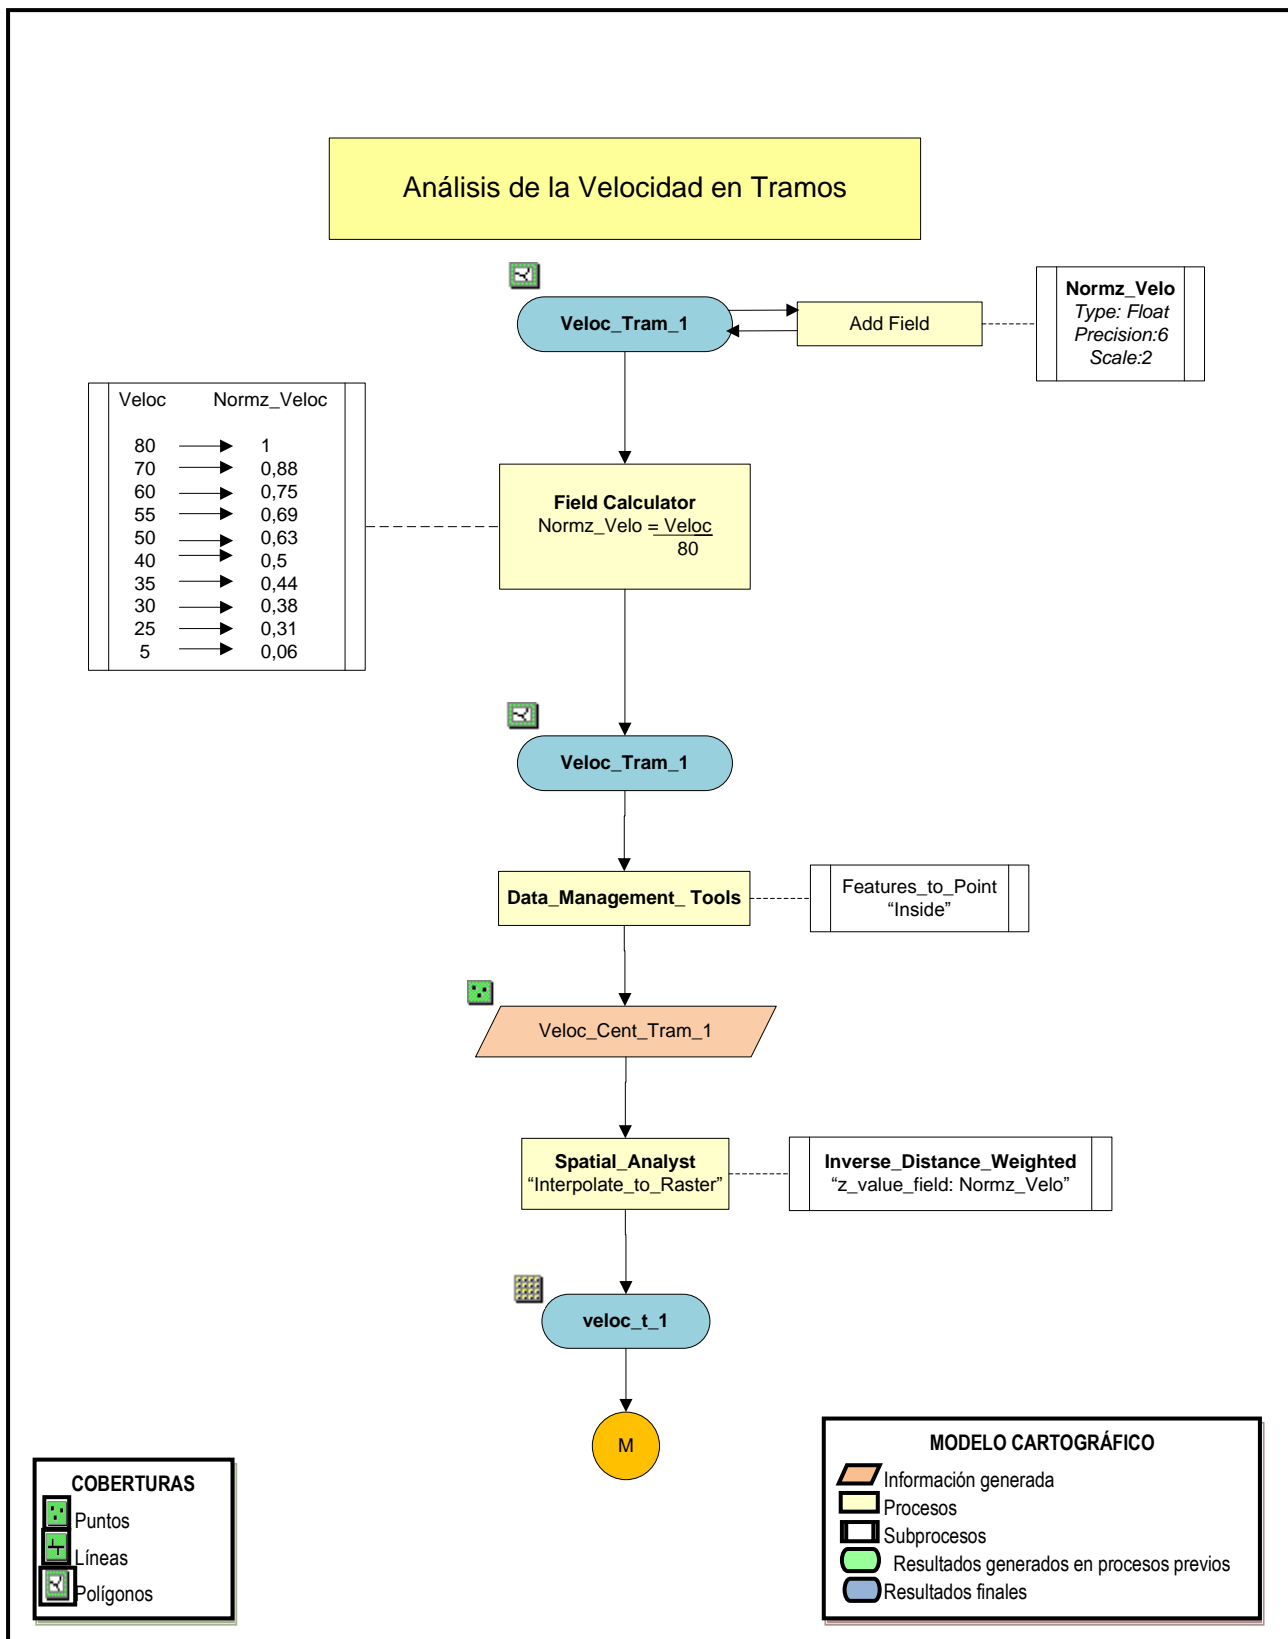 Análisis de la Velocidad en Tramos
Veloc_Tram_1
Add Field
Normz_Velo
Type: Float
Precision:6
Scale:2
Veloc Normz_Veloc
80 1
70 0,88
60 0,75
55 0,69
50 0,63
40 0,5
35 0,44
30 0,38
25 0,31
5 0,06
Field Calculator
Normz_Velo = Veloc
80
Veloc_Tram_1
Data_Management_ Tools
Features_to_Point
“Inside”
Veloc_Cent_Tram_1
Spatial_Analyst
“Interpolate_to_Raster”
Inverse_Distance_Weighted
“z_value_field: Normz_Velo”
veloc_t_1
M
COBERTURAS
Puntos
Líneas
Polígonos
MODELO CARTOGRÁFICO
Información generada
Procesos
Subprocesos
Resultados generados en procesos previos
Resultados finales